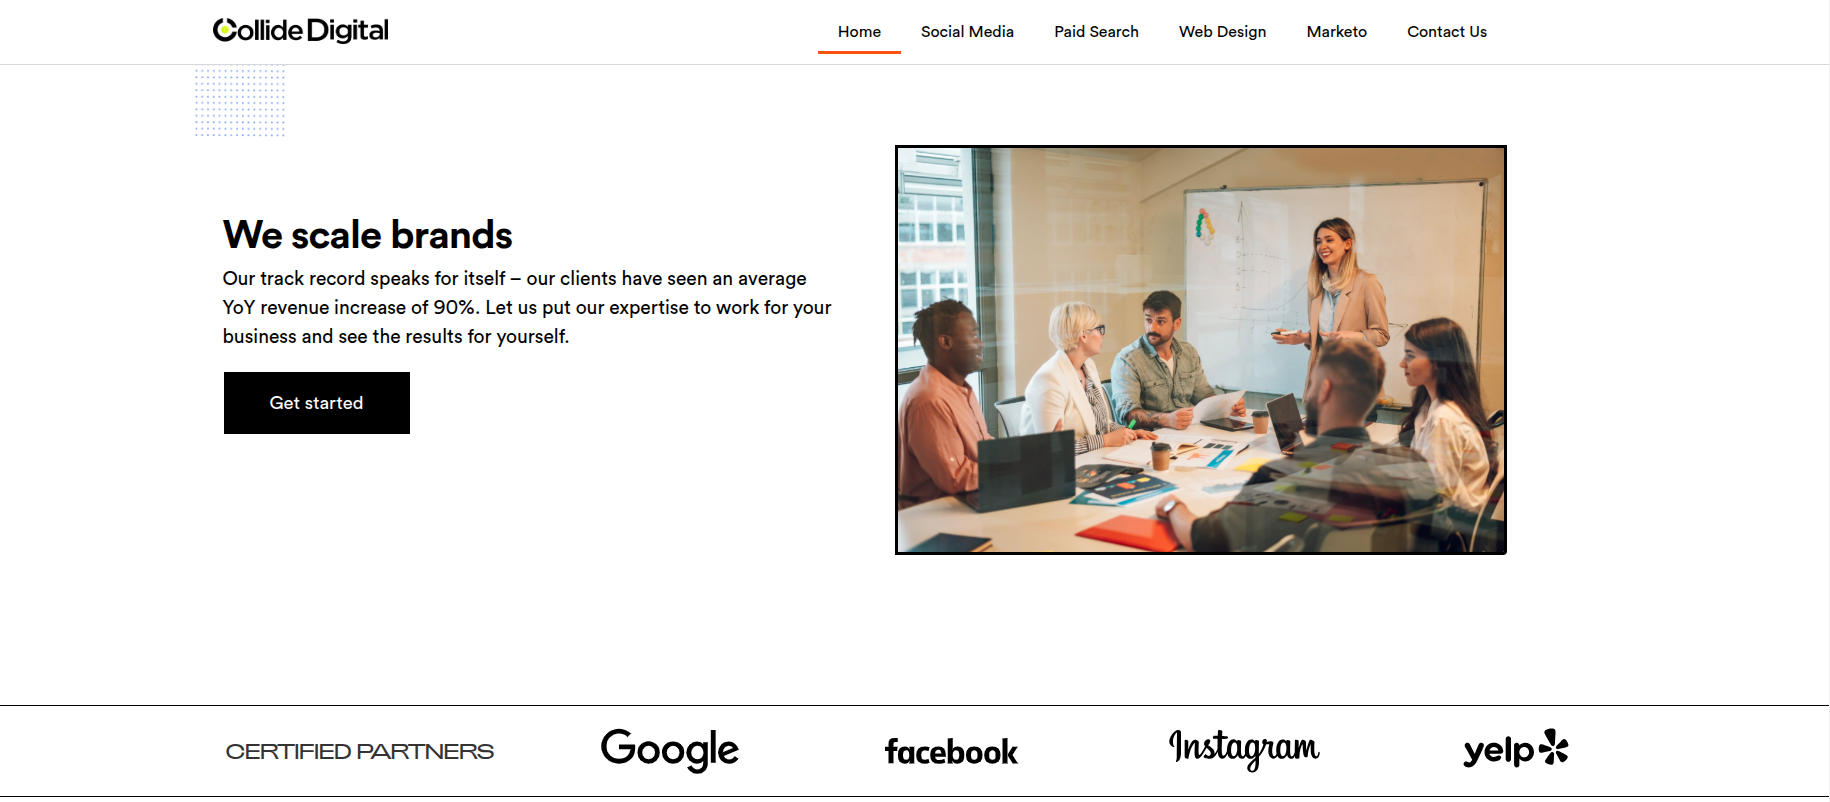 Collide Digital
Home Social Media Paid Search Web Design Marketo Contact Us
We scale brands
Our track record speaks for itself – our clients have seen an average
YoY revenue increase of 90%. Let us put our expertise to work for your
business and see the results for yourself.
Get started
CERTIFIED PARTNERS Google facebook Instagram yelp